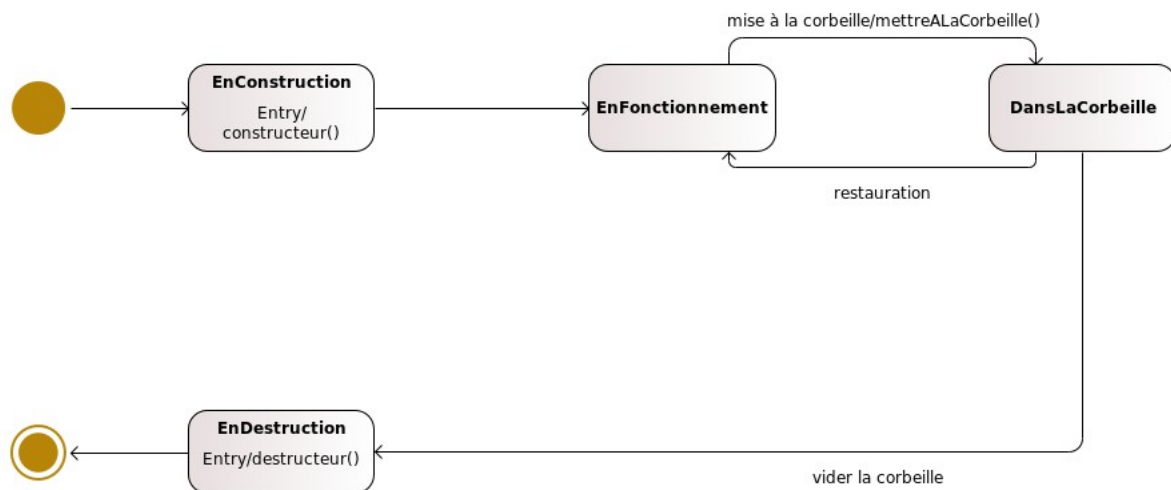 mise à la corbeille/mettreALaCorbeille()
EnConstruction
Entry/
constructeur()
EnFonctionnement
DansLaCorbeille
restauration
EnDestruction
Entry/destructeur()
vider la corbeille